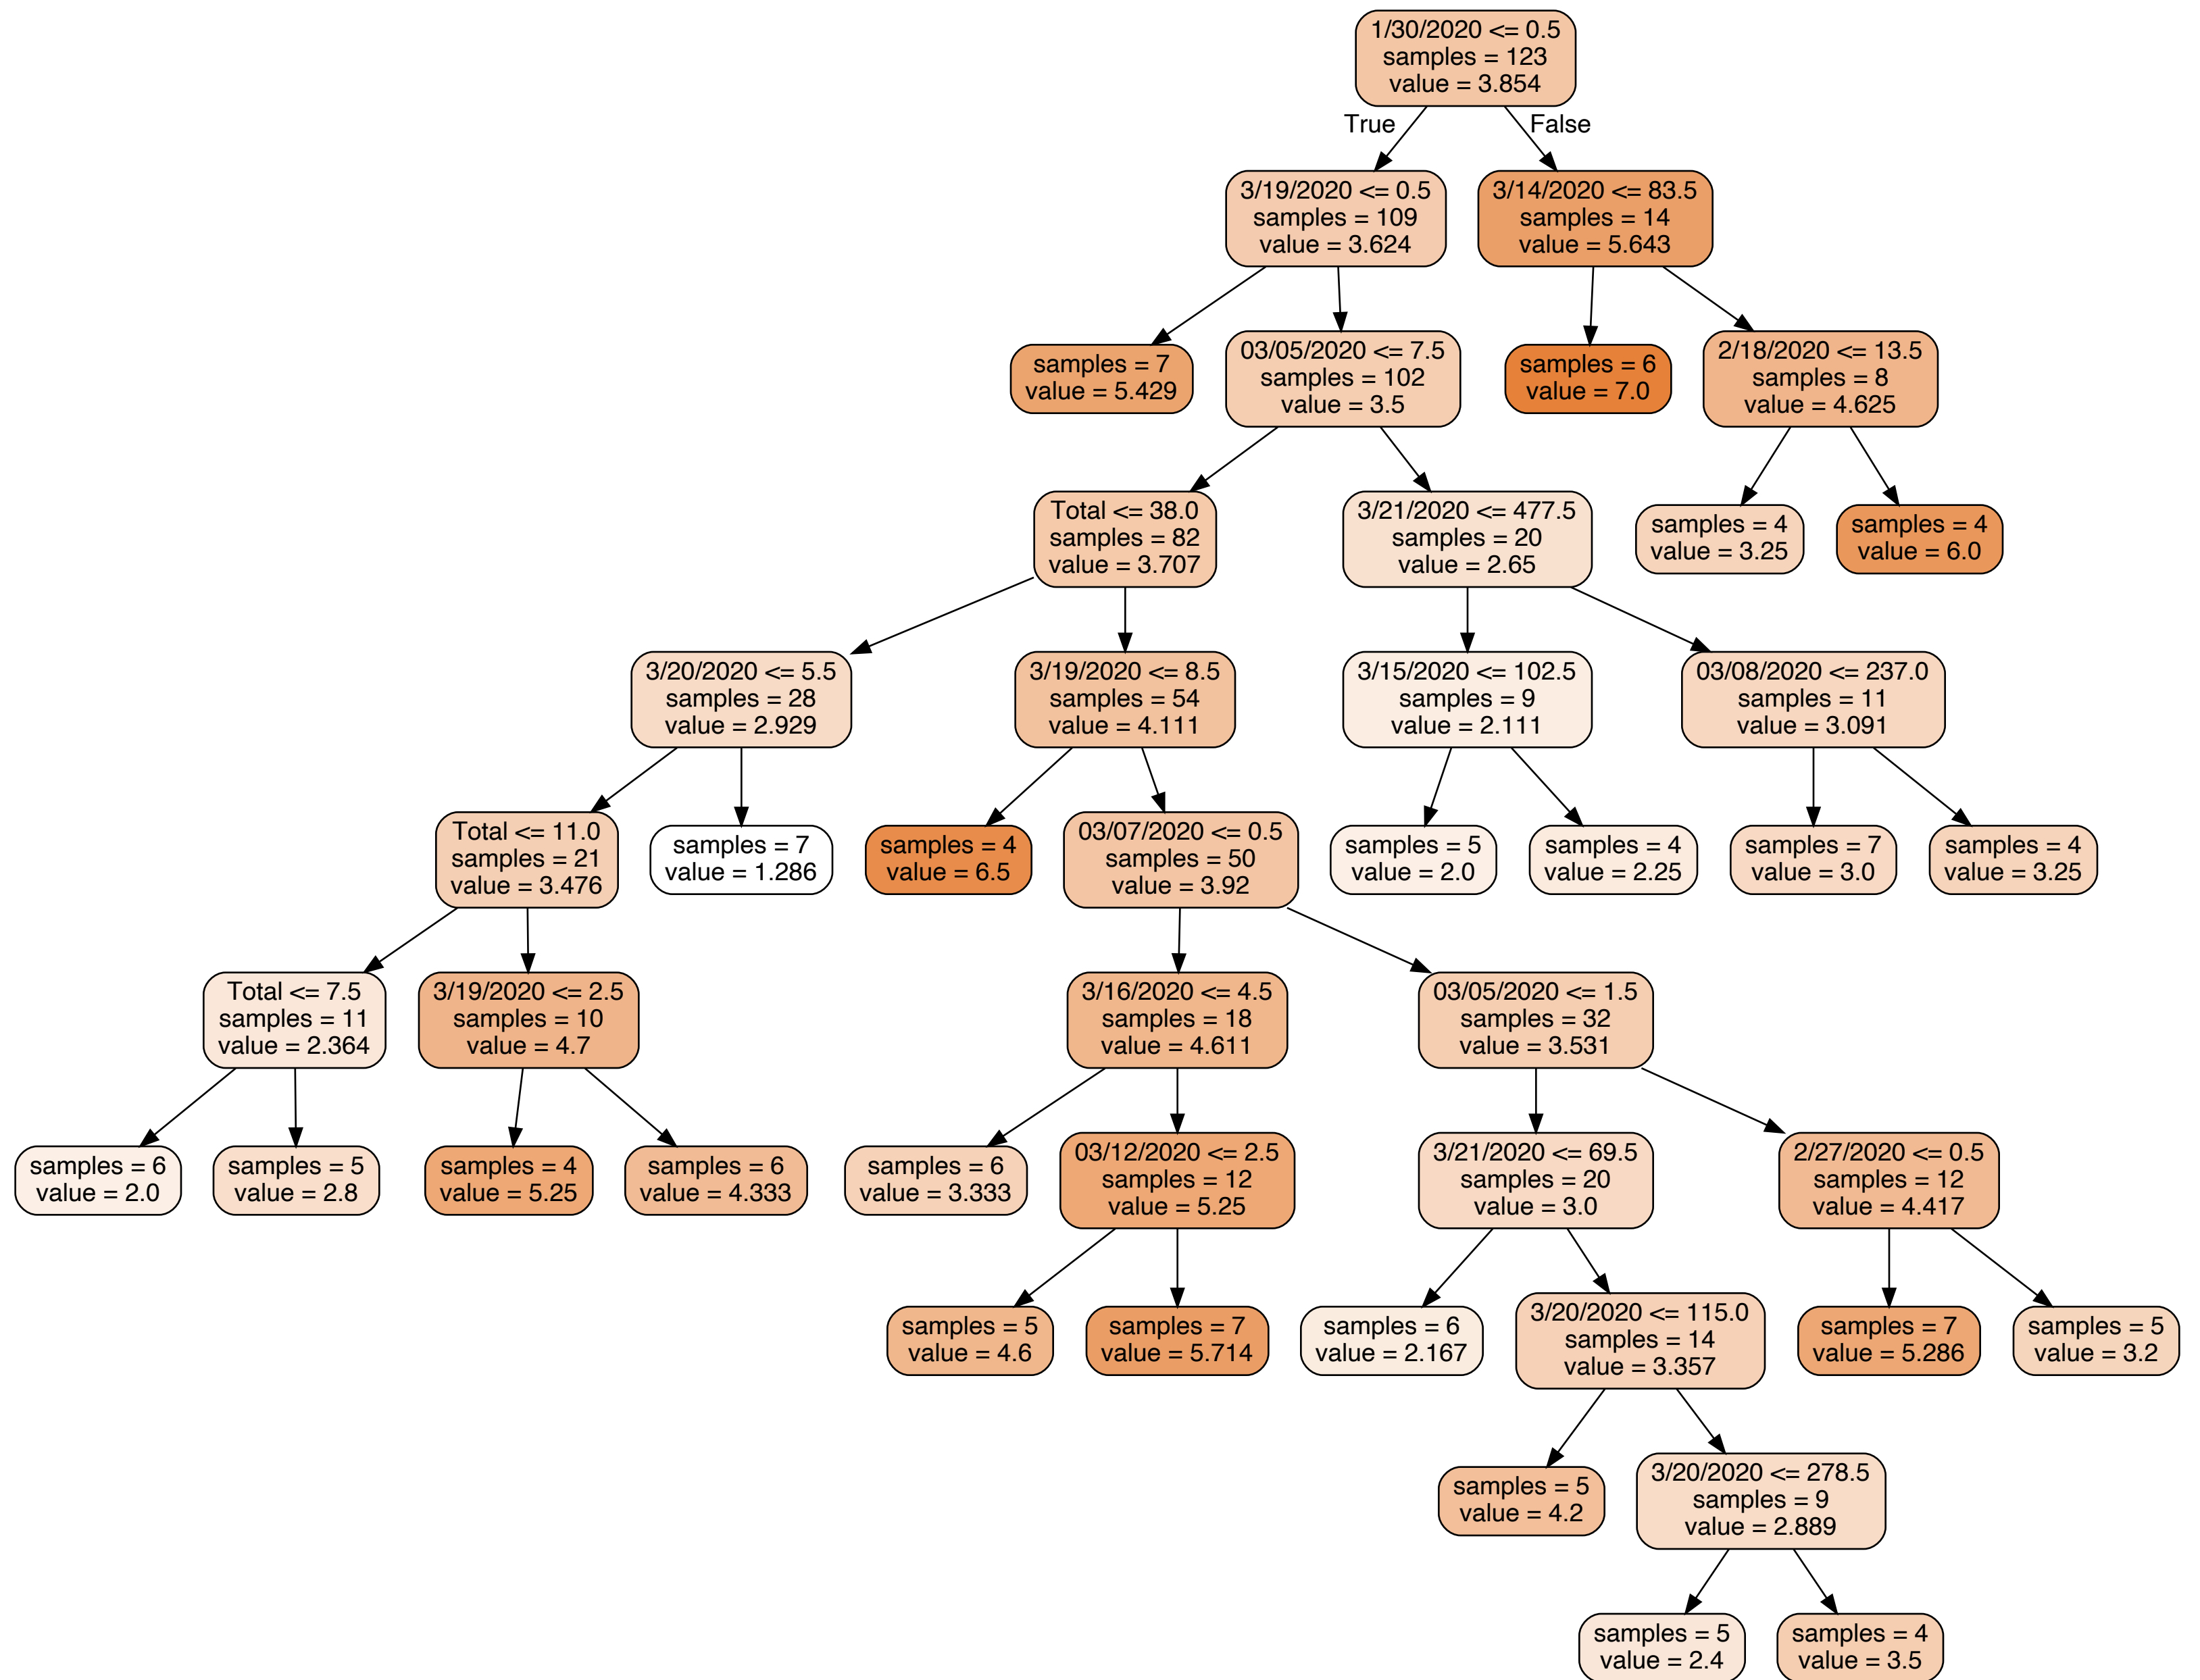 1/30/2020 <= 0.5
samples = 123
value = 3.854
True
False
3/19/2020 <= 0.5
samples = 109
value = 3.624
3/14/2020 <= 83.5
samples = 14
value = 5.643
samples = 7
value = 5.429
03/05/2020 <= 7.5
samples = 102
value = 3.5
samples = 6
value = 7.0
2/18/2020 <= 13.5
samples = 8
value = 4.625
Total <= 38.0
samples = 82
value = 3.707
3/21/2020 <= 477.5
samples = 20
value = 2.65
samples = 4
value = 3.25
samples = 4
value = 6.0
3/20/2020 <= 5.5
samples = 28
value = 2.929
3/19/2020 <= 8.5
samples = 54
value = 4.111
3/15/2020 <= 102.5
samples = 9
value = 2.111
03/08/2020 <= 237.0
samples = 11
value = 3.091
Total <= 11.0
samples = 21
value = 3.476
samples = 7
value = 1.286
samples = 4
value = 6.5
03/07/2020 <= 0.5
samples = 50
value = 3.92
samples = 5
value = 2.0
samples = 4
value = 2.25
samples = 7
value = 3.0
samples = 4
value = 3.25
Total <= 7.5
samples = 11
value = 2.364
3/19/2020 <= 2.5
samples = 10
value = 4.7
3/16/2020 <= 4.5
samples = 18
value = 4.611
03/05/2020 <= 1.5
samples = 32
value = 3.531
samples = 6
value = 2.0
samples = 5
value = 2.8
samples = 4
value = 5.25
samples = 6
value = 4.333
samples = 6
value = 3.333
03/12/2020 <= 2.5
samples = 12
value = 5.25
3/21/2020 <= 69.5
samples = 20
value = 3.0
2/27/2020 <= 0.5
samples = 12
value = 4.417
samples = 5
value = 4.6
samples = 7
value = 5.714
samples = 6
value = 2.167
3/20/2020 <= 115.0
samples = 14
value = 3.357
samples = 7
value = 5.286
samples = 5
value = 3.2
samples = 5
value = 4.2
3/20/2020 <= 278.5
samples = 9
value = 2.889
samples = 5
value = 2.4
samples = 4
value = 3.5